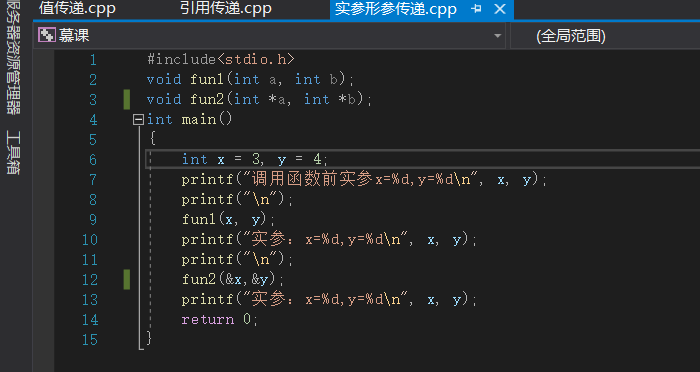 值传递.cpp 引用传递.cpp 实参形参传递.cpp
服务器资源管理器
工具箱
慕课 (全局范围)
1 #include<stdio.h>
2 void fun1(int a, int b);
3 void fun2(int *a, int *b);
4 int main()
5 {
6 int x = 3, y = 4;
7 printf("调用函数前实参x=%d,y=%d\n", x, y);
8 printf("\n");
9 fun1(x, y);
10 printf("实参：x=%d,y=%d\n", x, y);
11 printf("\n");
12 fun2(&x,&y);
13 printf("实参：x=%d,y=%d\n", x, y);
14 return 0;
15 }